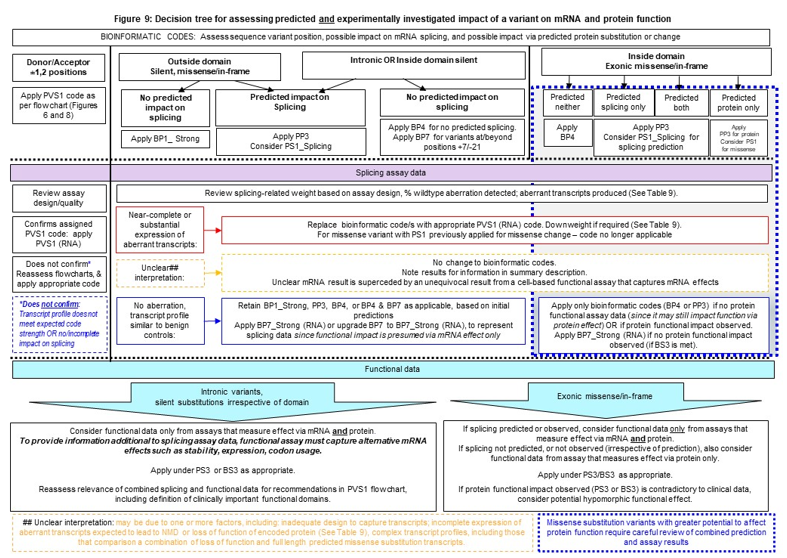 Figure 9: Decision tree for assessing predicted and experimentally investigated impact of a variant on mRNA and protein function
BIOINFORMATIC CODES: Assess sequence variant position, possible impact on mRNA splicing, and possible impact via predicted protein substitution or change
Donor/Acceptor
±1,2 positions
Apply PVS1 code as
per flowchart (Figures
6 and 8)
Outside domain
Silent, missense/in-frame
Intronic OR Inside domain silent
No predicted
impact on
splicing
Predicted impact on
Splicing
No predicted impact on
splicing
Apply BP1_ Strong
Apply PP3
Consider PS1_Splicing
Apply BP4 for no predicted splicing.
Apply BP7 for variants at/beyond
positions +7/-21
Inside domain
Exonic missense/in-frame
Predicted
neither
Predicted
splicing only
Predicted
both
Predicted
protein only
Apply
BP4
Apply PP3
Consider PS1_Splicing for
splicing prediction
Apply
PP3 for protein
Consider PS1
for missense
Splicing assay data
Review assay
design/quality
Review splicing-related weight based on assay design, % wildtype aberration detected; aberrant transcripts produced (See Table 9).
Confirms assigned
PVS1 code: apply
PVS1 (RNA)
Near-complete or
substantial
expression of
aberrant transcripts:
Replace bioinformatic code/s with appropriate PVS1 (RNA) code. Downweight if required (See Table 9).
For missense variant with PS1 previously applied for missense change – code no longer applicable
Does not confirm*
Reassess flowcharts, &
apply appropriate code
Unclear##
interpretation:
No change to bioinformatic codes.
Note results for information in summary description.
Unclear mRNA result is superceded by an unequivocal result from a cell-based functional assay that captures mRNA effects
*Does not confirm:
Transcript profile does
not meet expected code
strength OR no/incomplete
impact on splicing
No aberration,
transcript profile
similar to benign
controls:
Retain BP1_Strong, PP3, BP4, or BP4 & BP7 as applicable, based on initial
predictions
Apply BP7_Strong (RNA) or upgrade BP7 to BP7_Strong (RNA), to represent
splicing data since functional impact is presumed via mRNA effect only
Apply only bioinformatic codes (BP4 or PP3) if no protein
functional assay data (since it may still impact function via
protein effect) OR if protein functional impact observed.
Apply BP7_Strong (RNA) if no protein functional impact
observed (if BS3 is met).
Functional data
Intronic variants,
silent substitutions irrespective of domain
Exonic missense/in-frame
Consider functional data only from assays that measure effect via mRNA and protein.
To provide information additional to splicing assay data, functional assay must capture alternative mRNA
effects such as stability, expression, codon usage.
Apply under PS3 or BS3 as appropriate.
Reassess relevance of combined splicing and functional data for recommendations in PVS1 flowchart,
including definition of clinically important functional domains.
If splicing predicted or observed, consider functional data only from assays that
measure effect via mRNA and protein.
If splicing not predicted, or not observed (irrespective of prediction), also consider
functional data from assay that measures effect via protein only.
Apply under PS3/BS3 as appropriate.
If protein functional impact observed (PS3 or BS3) is contradictory to clinical data,
consider potential hypomorphic functional effect.
## Unclear interpretation: may be due to one or more factors, including: inadequate design to capture transcripts; incomplete expression of
aberrant transcripts expected to lead to NMD or loss of function of encoded protein (See Table 9), complex transcript profiles, including those
that comparison a combination of loss of function and full length predicted missense substitution transcripts.
Missense substitution variants with greater potential to affect
protein function require careful review of combined prediction
and assay results